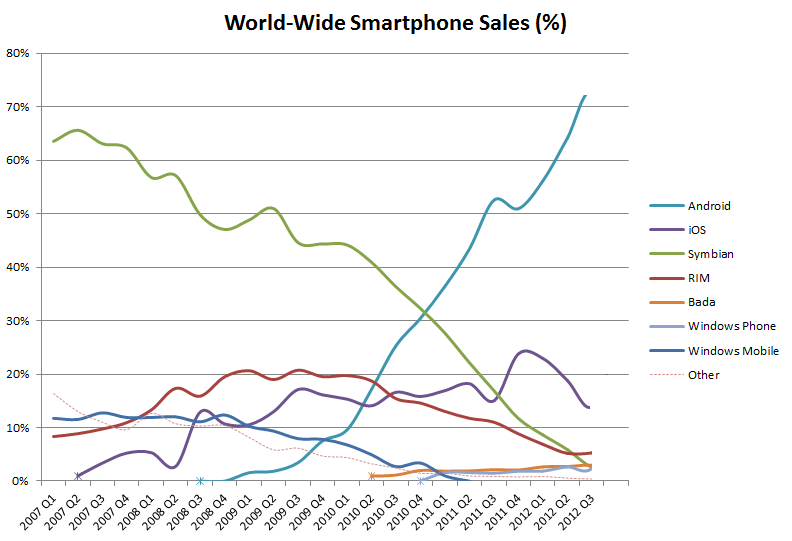 World-Wide Smartphone Sales (%)
80%
70%
60%
50%
40%
30%
20%
10%
0%
2007 Q1
2007 Q2
2007 Q3
2007 Q4
2008 Q1
2008 Q2
2008 Q3
2008 Q4
2009 Q1
2009 Q2
2009 Q3
2009 Q4
2010 Q1
2010 Q2
2010 Q3
2010 Q4
2011 Q1
2011 Q2
2011 Q3
2011 Q4
2012 Q1
2012 Q2
2012 Q3
Android
iOS
Symbian
RIM
Bada
Windows Phone
Windows Mobile
Other